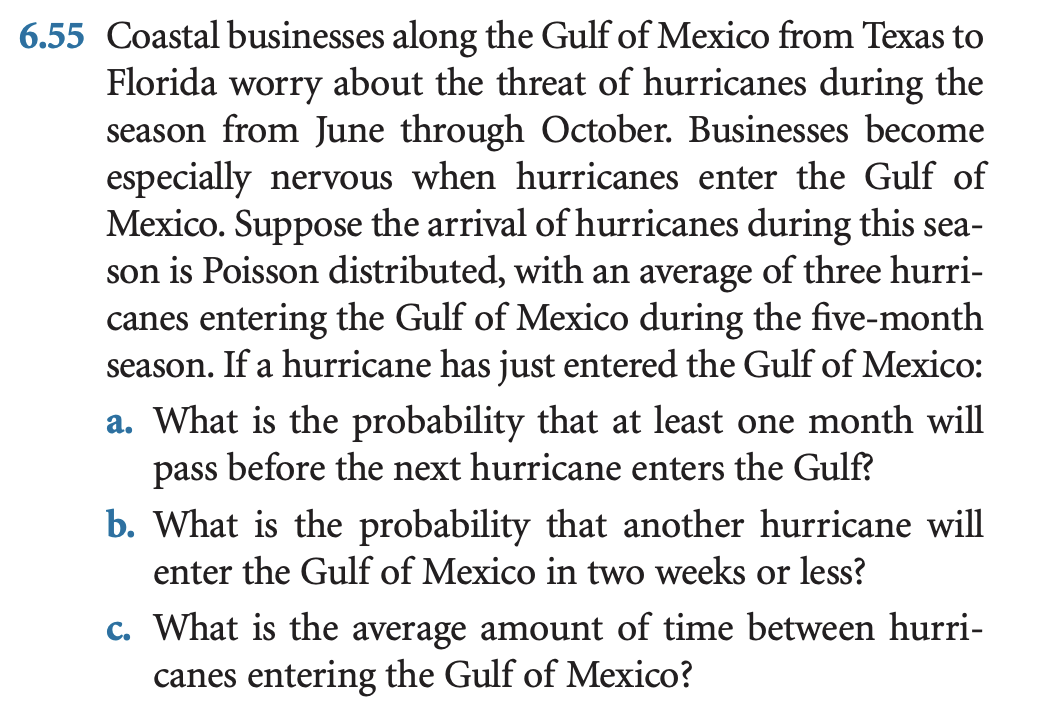 6.55 Coastal businesses along the Gulf of Mexico from Texas to
Florida worry about the threat of hurricanes during the
season from June through October. Businesses become
especially nervous when hurricanes enter the Gulf of
Mexico. Suppose the arrival of hurricanes during this sea-
son is Poisson distributed, with an average of three hurri-
canes entering the Gulf of Mexico during the five-month
season. If a hurricane has just entered the Gulf of Mexico:
a. What is the probability that at least one month will
pass before the next hurricane enters the Gulf?
b. What is the probability that another hurricane will
enter the Gulf of Mexico in two weeks or less?
c. What is the average amount of time between hurri-
canes entering the Gulf of Mexico?